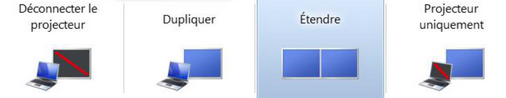 Déconnecter le
projecteur
Dupliquer
Étendre
Projecteur
uniquement